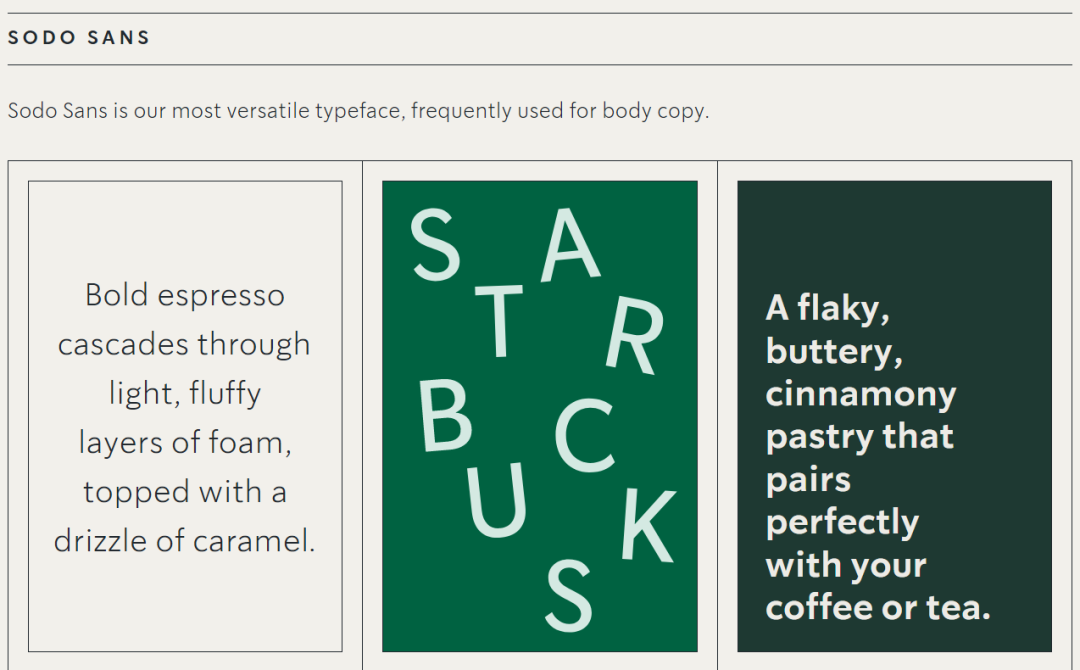 SODO SANS
Sodo Sans is our most versatile typeface, frequently used for body copy.
Bold espresso
cascades through
light, fluffy
layers of foam,
topped with a
drizzle of caramel.
S
T
A
R
B
U
C
K
S
A flaky,
buttery,
cinnamony
pastry that
pairs
perfectly
with your
coffee or tea.